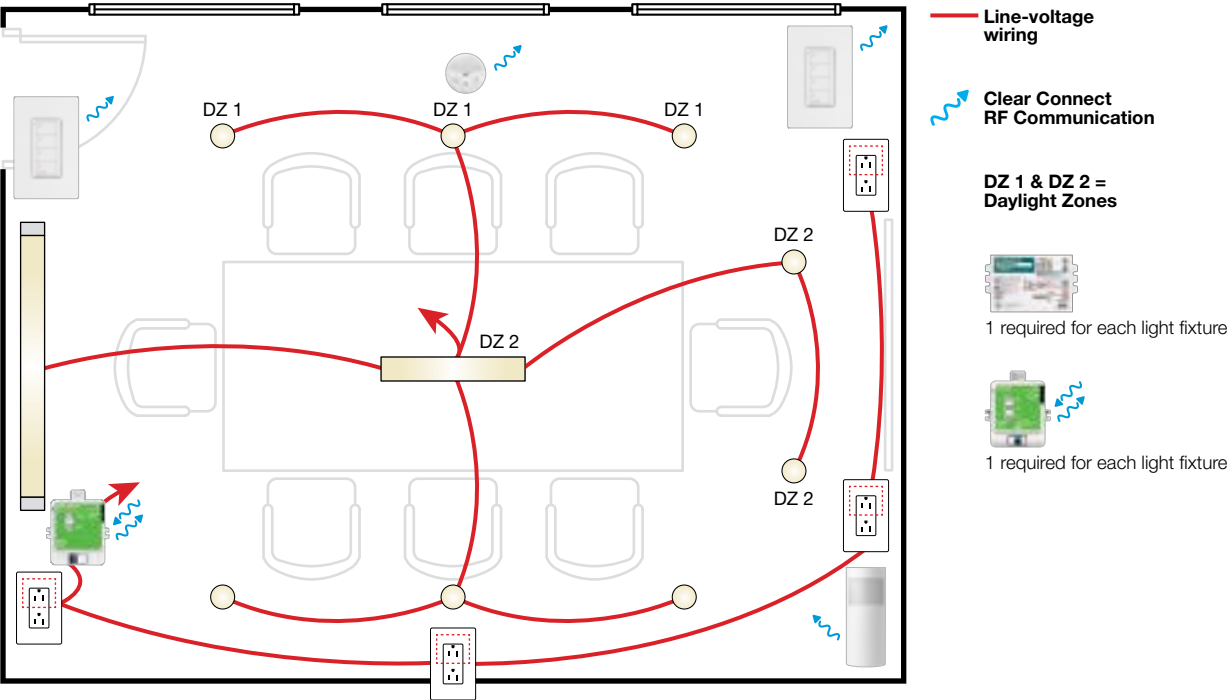 DZ 1
DZ 1
DZ 1
DZ 2
DZ 2
DZ 2
Line-voltage
wiring
Clear Connect
RF Communication
DZ 1 & DZ 2 =
Daylight Zones
1 required for each light fixture
1 required for each light fixture